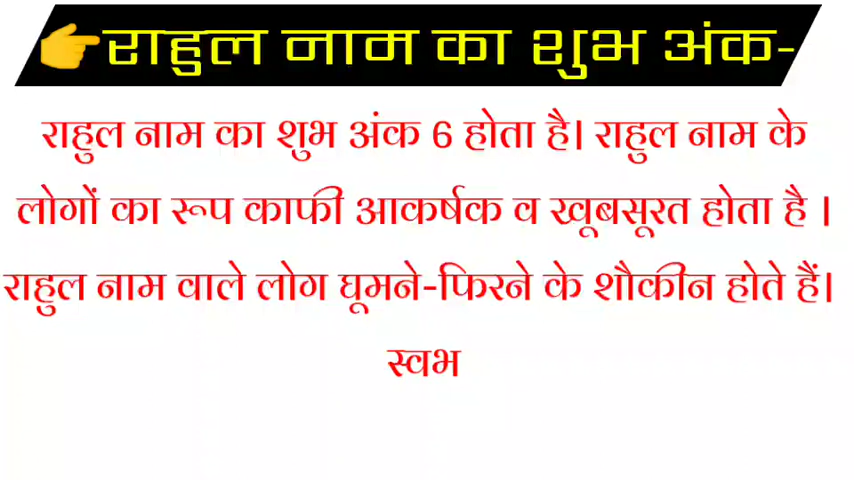 👉राहुल नाम का शुभ अंक-
राहुल नाम का शुभ अंक 6 होता है। राहुल नाम के
लोगों का रूप काफी आकर्षक व खूबसूरत होता है ।
राहुल नाम वाले लोग घूमने-फिरने के शौकीन होते हैं।
स्वभ